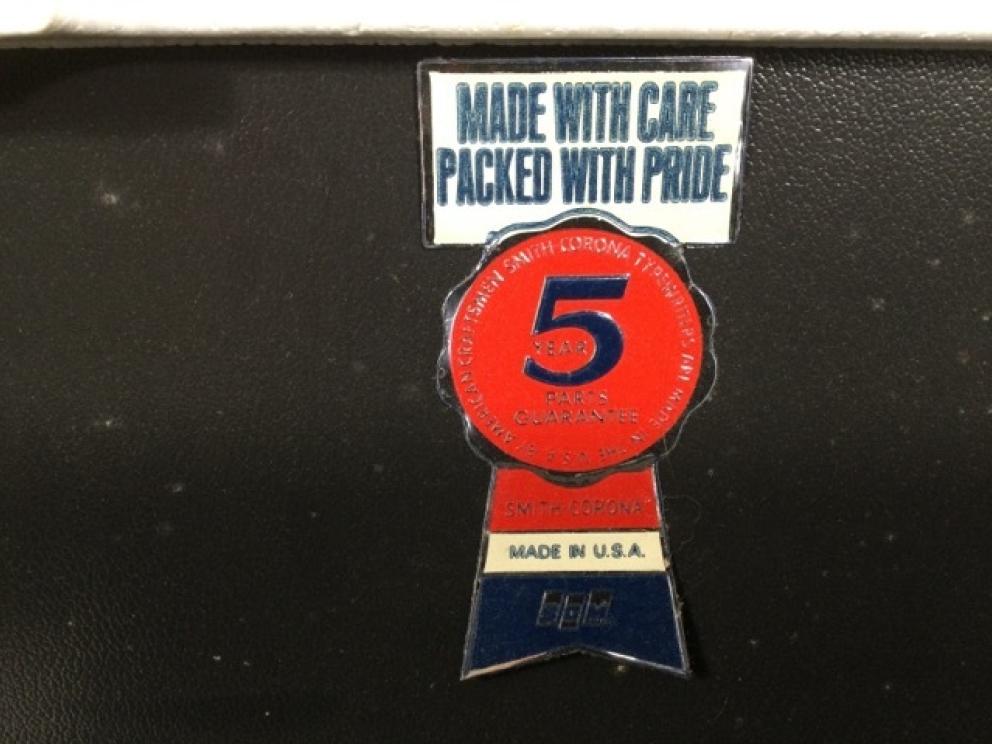 MADE WITH CARE
PACKED WITH PRIDE
SMITH-CORONA TYPEWRITERS ARE MADE IN THE U.S.A. BY AMERICAN CRAFTSMEN
5
YEAR
PARTS
GUARANTEE
SMITH-CORONA
MADE IN U.S.A.
SCM